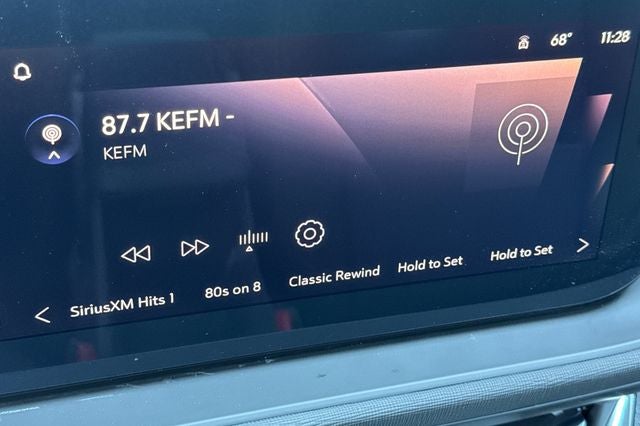 68° 11:28
87.7 KEFM -
KEFM
SiriusXM Hits 1 80s on 8 Classic Rewind Hold to Set Hold to Set